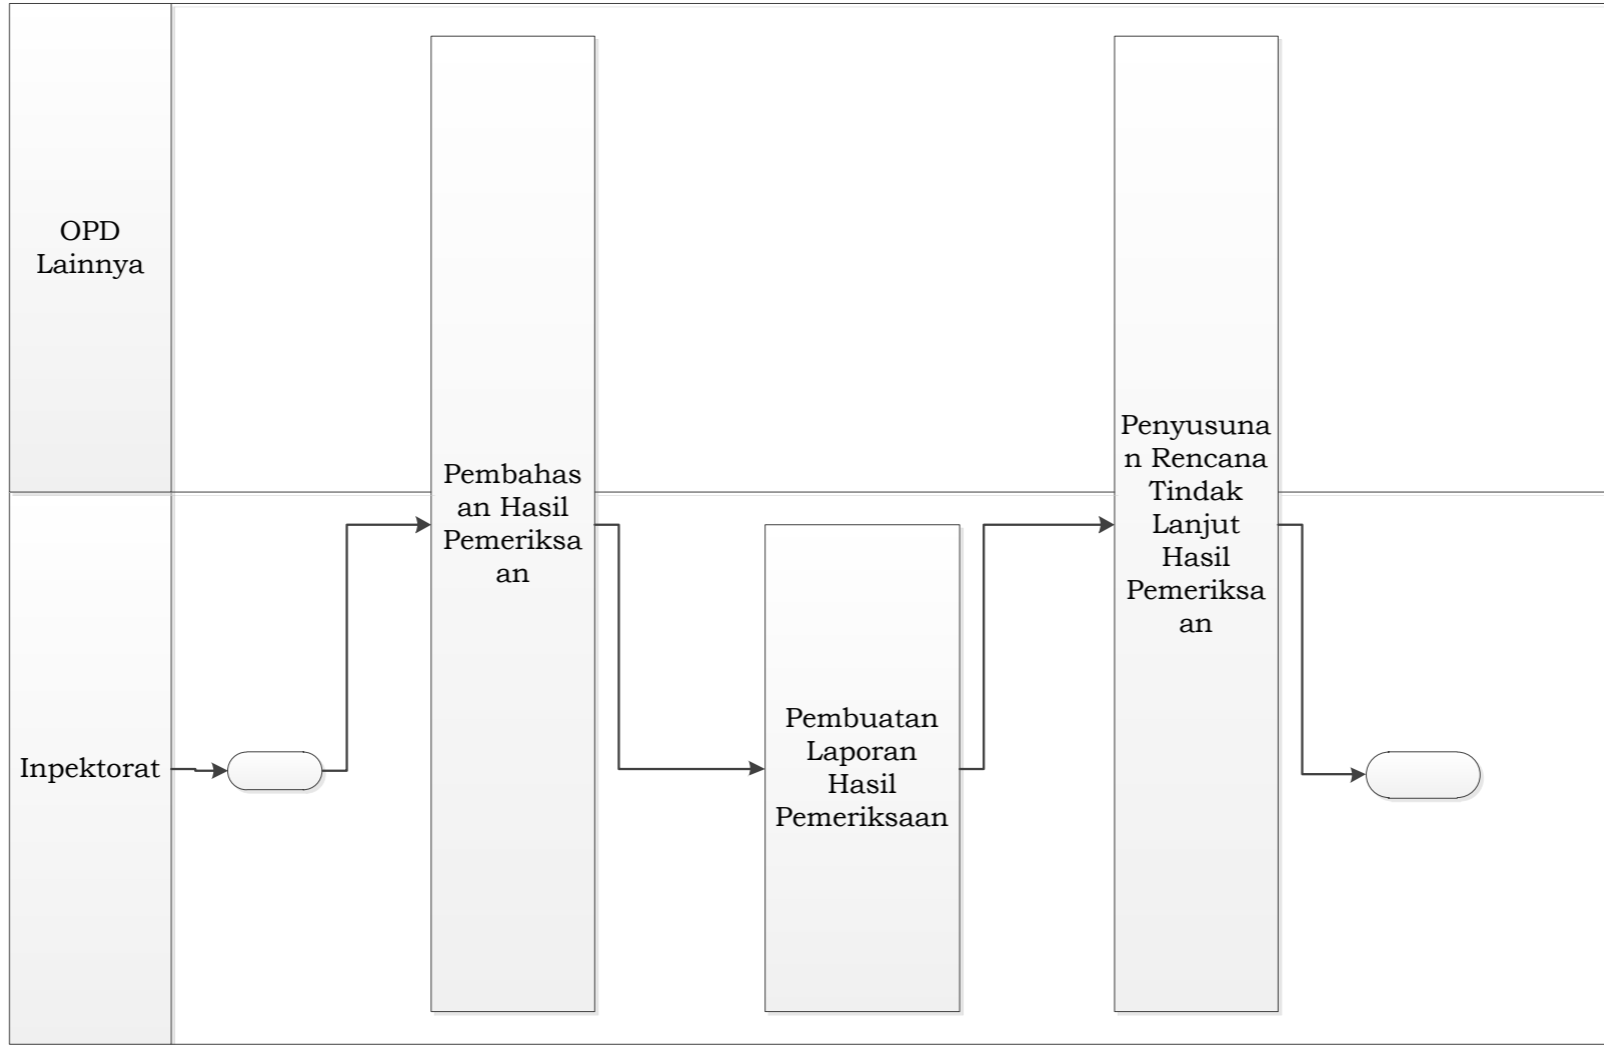 OPD
Lainnya
Inpektorat
Pembahas
an Hasil
Pemeriksa
an
Pembuatan
Laporan
Hasil
Pemeriksaan
Penyusuna
n Rencana
Tindak
Lanjut
Hasil
Pemeriksa
an